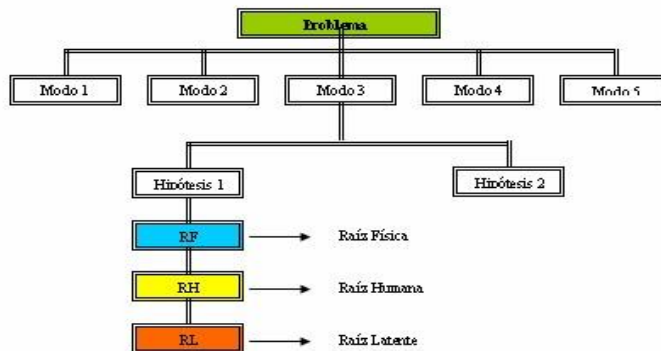 Problema
Modo 1
Modo 2
Modo 3
Modo 4
Modo 5
Hipótesis 1
Hipótesis 2
RF
Raíz Física
RH
Raíz Humana
RL
Raíz Latente